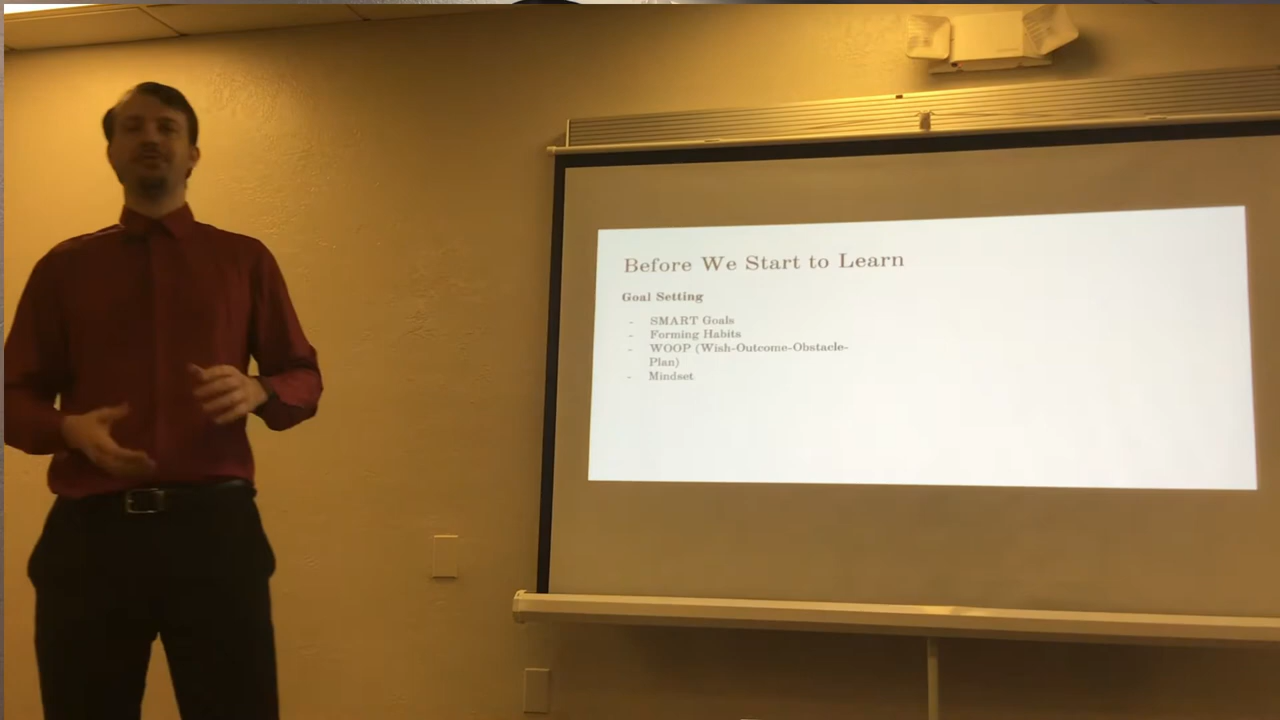 Before We Start to Learn
Goal Setting
- SMART Goals
- Forming Habits
- WOOP (Wish-Outcome-Obstacle-
Plan)
- Mindset